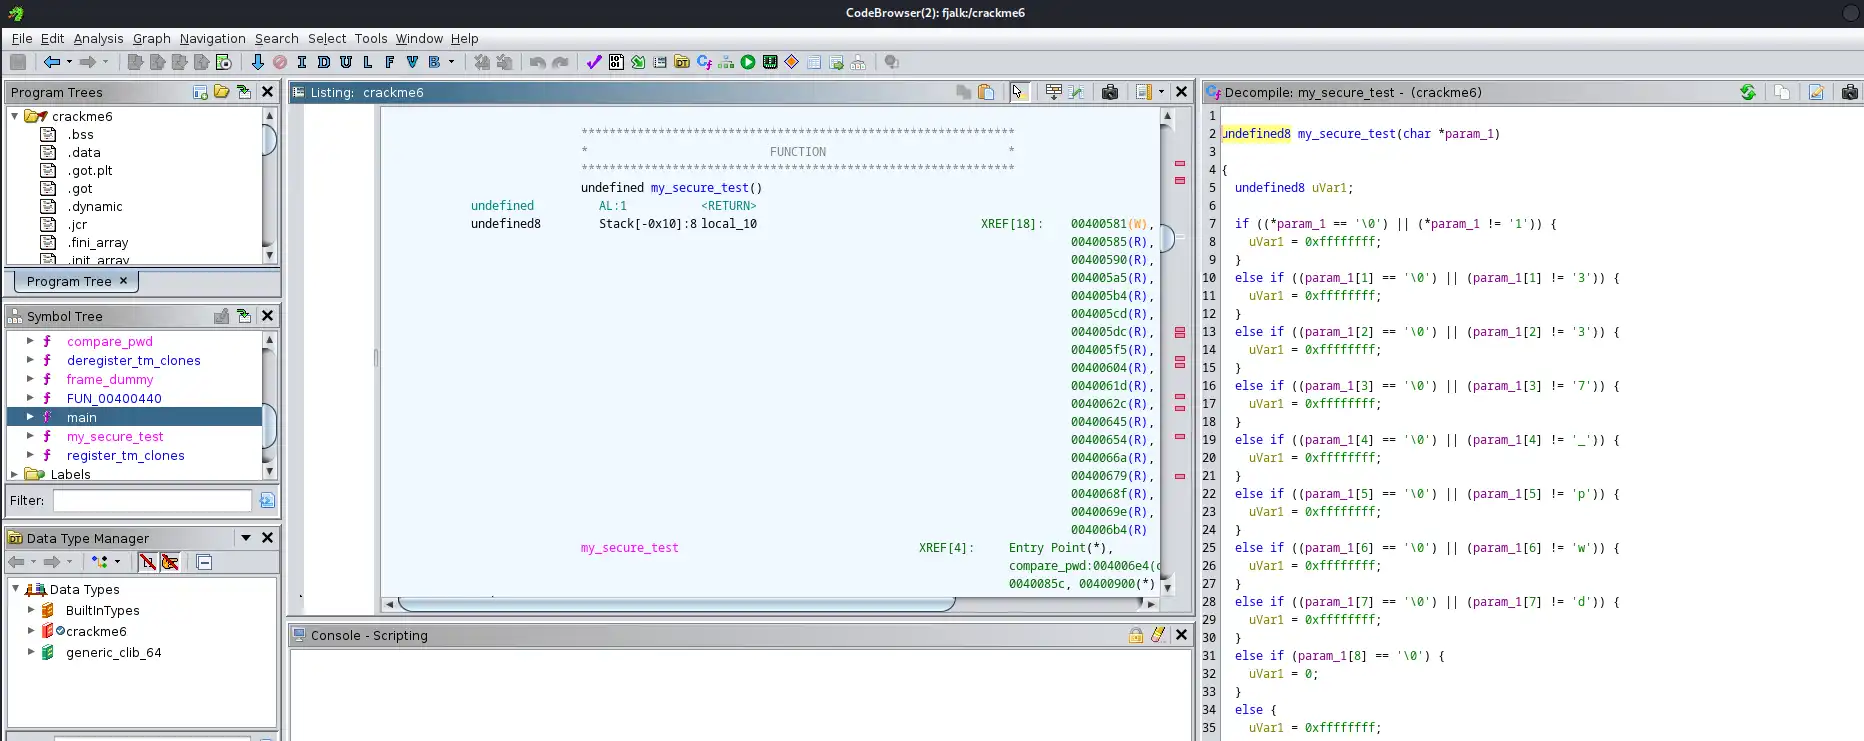 CodeBrowser(2): fjalk:/crackme6
File Edit Analysis Graph Navigation Search Select Tools Window Help
I D U L F V B
Program Trees
crackme6
.bss
.data
.got.plt
.got
.dynamic
.jcr
.fini_array
.init_array
Program Tree ×
Symbol Tree
f compare_pwd
f deregister_tm_clones
f frame_dummy
f FUN_00400440
f main
f my_secure_test
f register_tm_clones
Labels
Filter:
Data Type Manager
Data Types
BuiltInTypes
crackme6
generic_clib_64
Listing: crackme6
*************************************************************
* FUNCTION *
*************************************************************
undefined my_secure_test()
undefined AL:1 <RETURN>
undefined8 Stack[-0x10]:8 local_10 XREF[18]: 00400581(W),
00400585(R),
00400590(R),
004005a5(R),
004005b4(R),
004005cd(R),
004005dc(R),
004005f5(R),
00400604(R),
0040061d(R),
0040062c(R),
00400645(R),
00400654(R),
0040066a(R),
00400679(R),
0040068f(R),
0040069e(R),
004006b4(R)
my_secure_test XREF[4]: Entry Point(*),
compare_pwd:004006e4(c
0040085c, 00400900(*)
Console - Scripting
Decompile: my_secure_test - (crackme6)
1
2 undefined8 my_secure_test(char *param_1)
3
4 {
5 undefined8 uVar1;
6
7 if ((*param_1 == '\0') || (*param_1 != '1')) {
8 uVar1 = 0xffffffff;
9 }
10 else if ((param_1[1] == '\0') || (param_1[1] != '3')) {
11 uVar1 = 0xffffffff;
12 }
13 else if ((param_1[2] == '\0') || (param_1[2] != '3')) {
14 uVar1 = 0xffffffff;
15 }
16 else if ((param_1[3] == '\0') || (param_1[3] != '7')) {
17 uVar1 = 0xffffffff;
18 }
19 else if ((param_1[4] == '\0') || (param_1[4] != '_')) {
20 uVar1 = 0xffffffff;
21 }
22 else if ((param_1[5] == '\0') || (param_1[5] != 'p')) {
23 uVar1 = 0xffffffff;
24 }
25 else if ((param_1[6] == '\0') || (param_1[6] != 'w')) {
26 uVar1 = 0xffffffff;
27 }
28 else if ((param_1[7] == '\0') || (param_1[7] != 'd')) {
29 uVar1 = 0xffffffff;
30 }
31 else if (param_1[8] == '\0') {
32 uVar1 = 0;
33 }
34 else {
35 uVar1 = 0xffffffff;